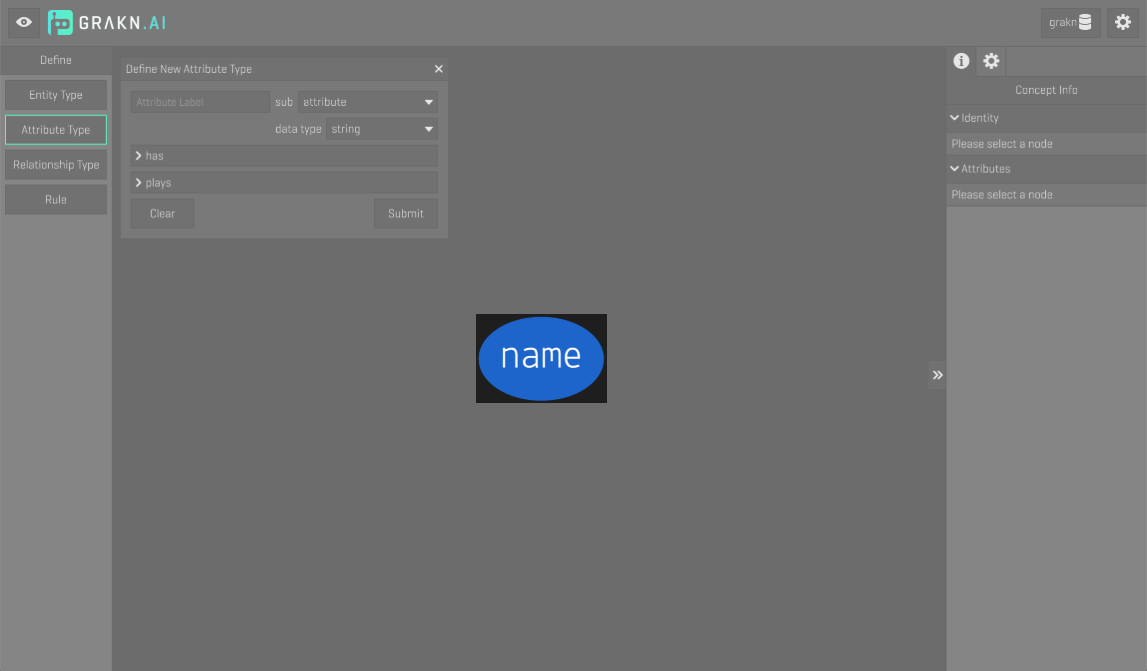 GRAKN.AI
grakn
Define
Entity Type
Attribute Type
Relationship Type
Rule
Define New Attribute Type
Attribute Label sub attribute
data type string
has
plays
Clear Submit
name
Concept Info
Identity
Please select a node
Attributes
Please select a node